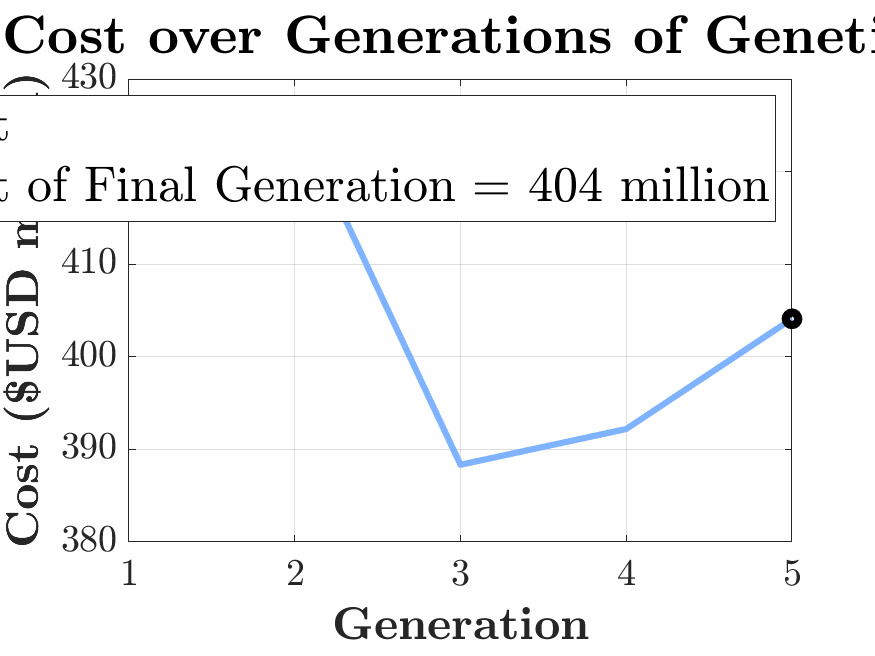 Cost over Generations of Geneti
430
t
t of Final Generation = 404 million
410
400
390
380
1 2 3 4 5
Generation
Cost ($USD m